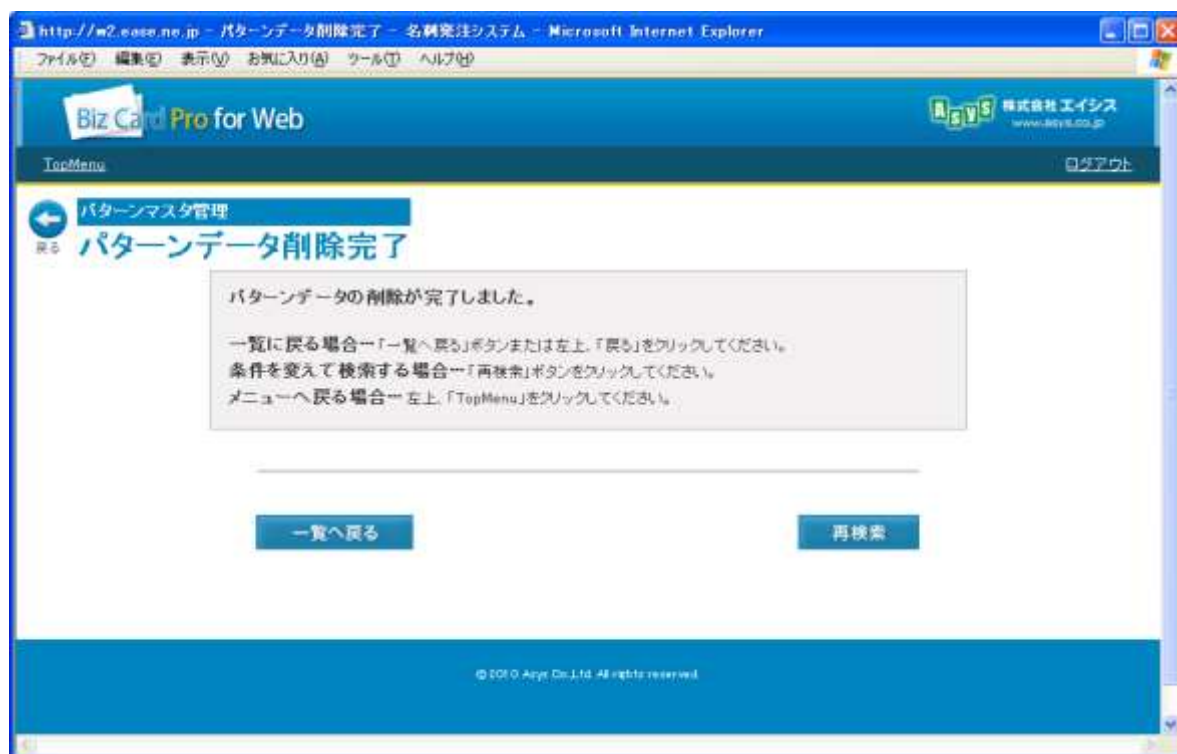 http://m2.ease.ne.jp - パターンデータ削除完了 - 名刺発注システム - Microsoft Internet Explorer
ファイル(F) 編集(E) 表示(V) お気に入り(A) ツール(T) ヘルプ(H)
Biz Card Pro for Web
Asys 株式会社エイシス
www.asys.co.jp
TopMenu ログアウト
パターンマスタ管理
戻る パターンデータ削除完了
パターンデータの削除が完了しました。
一覧に戻る場合…「一覧へ戻る」ボタンまたは左上、「戻る」をクリックしてください。
条件を変えて検索する場合…「再検索」ボタンをクリックしてください。
メニューへ戻る場合…左上、「TopMenu」をクリックしてください。
一覧へ戻る 再検索
© 2010 Asys Co.,Ltd. All rights reserved.